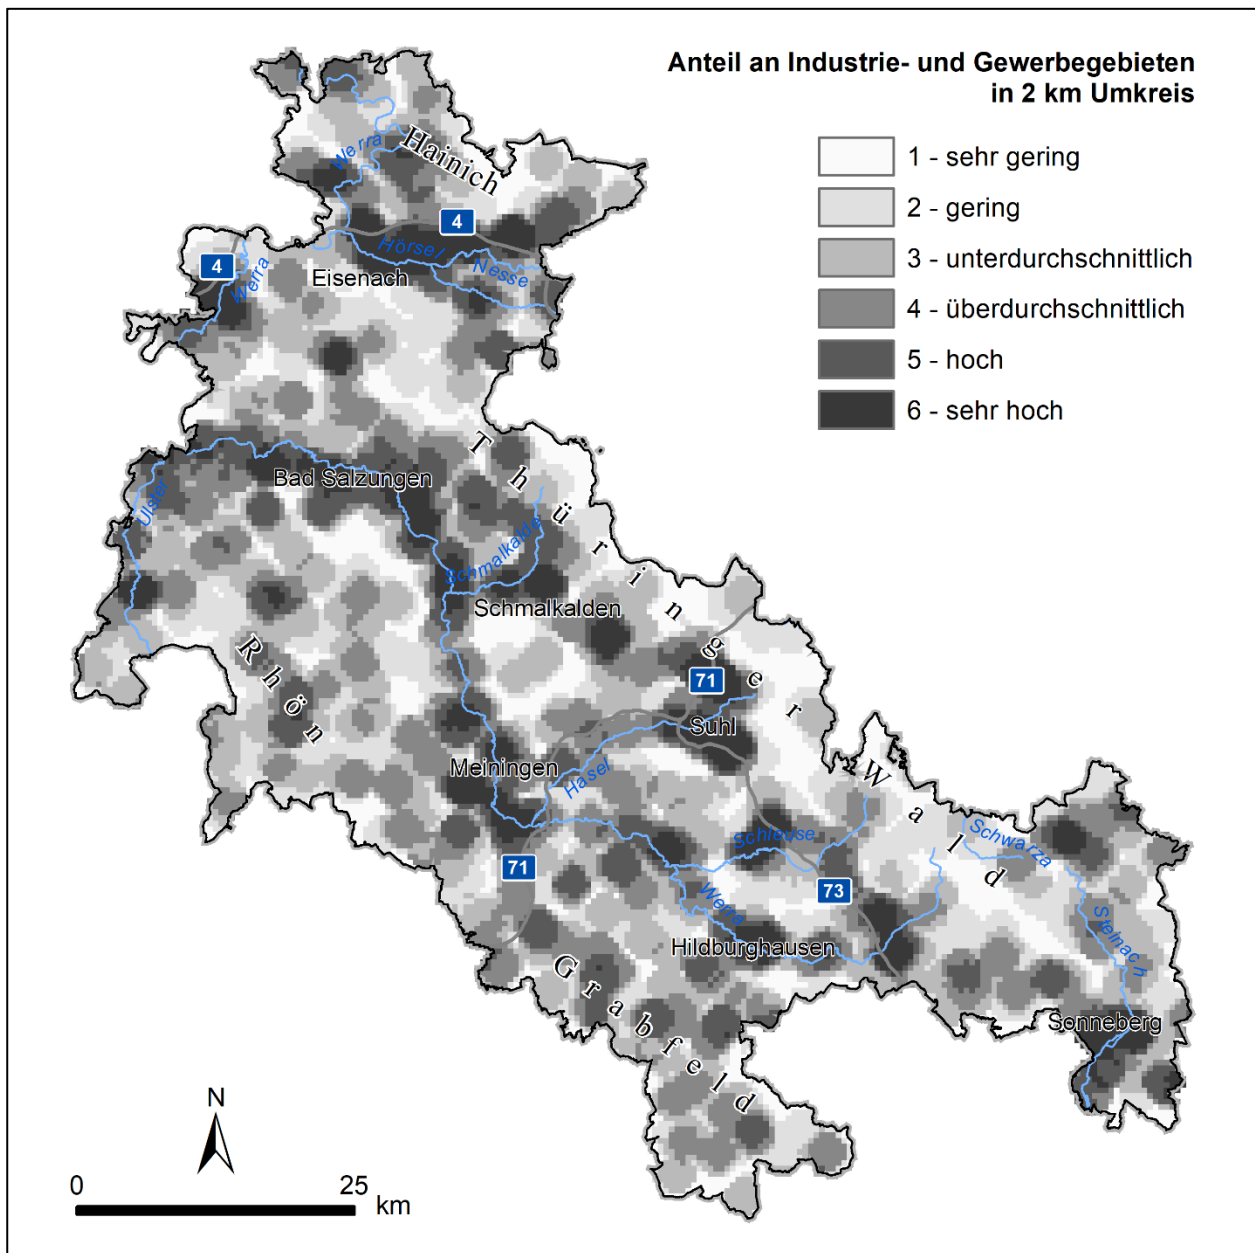 Anteil an Industrie- und Gewerbegebieten
in 2 km Umkreis
1 - sehr gering
2 - gering
3 - unterdurchschnittlich
4 - überdurchschnittlich
5 - hoch
6 - sehr hoch
Werra
Hainich
4
Hörsel
Nesse
4
Werra
Eisenach
Thüringer Wald
Bad Salzungen
Ulster
Schmalkalde
Schmalkalden
Rhön
71
Suhl
Meiningen
Hasel
Schleuse
Schwarza
71
73
Werra
Steinach
Hildburghausen
Grabfeld
Sonneberg
N
0 25
km